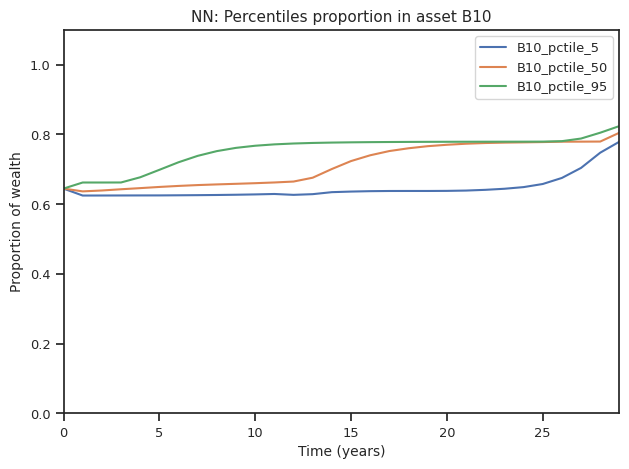 NN: Percentiles proportion in asset B10
B10_pctile_5
B10_pctile_50
B10_pctile_95
Proportion of wealth
1.0
0.8
0.6
0.4
0.2
0.0
0 5 10 15 20 25
Time (years)